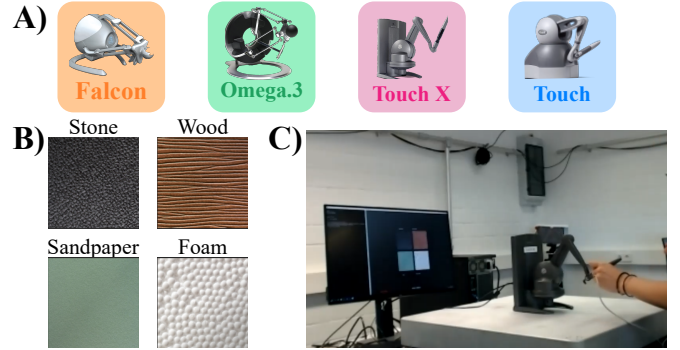 A)
Falcon
Omega.3
Touch X
Touch
B)
Stone
Wood
Sandpaper
Foam
C)